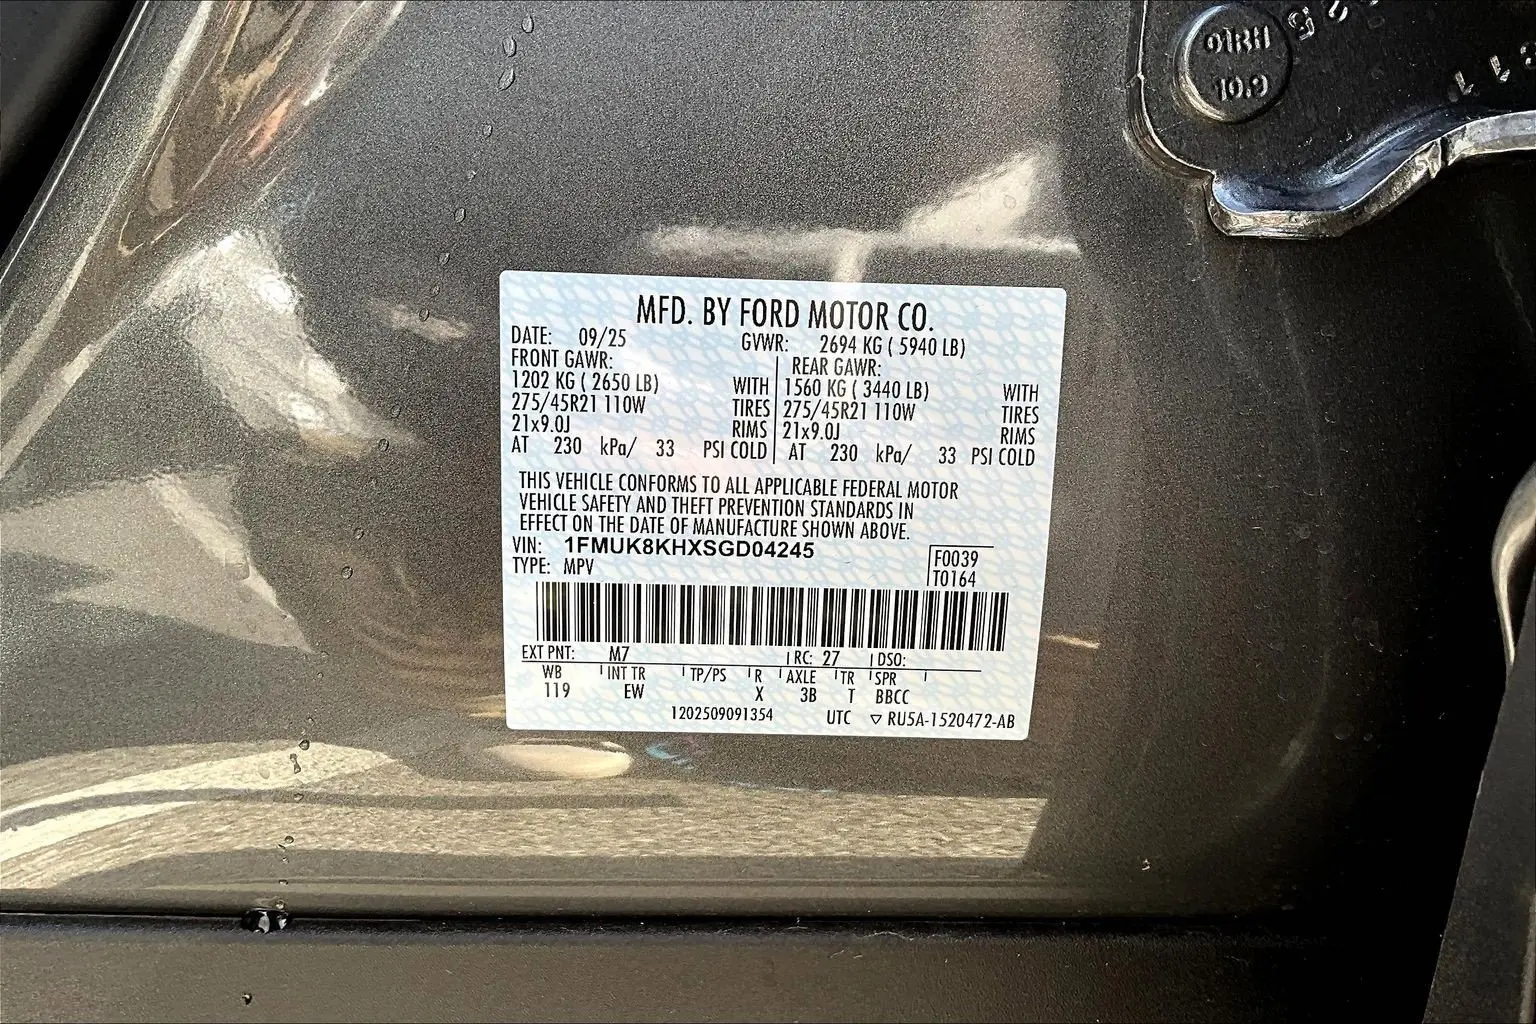 MFD. BY FORD MOTOR CO.
DATE: 09/25 GVWR: 2694 KG ( 5940 LB)
FRONT GAWR: REAR GAWR:
1202 KG ( 2650 LB) WITH 1560 KG ( 3440 LB) WITH
275/45R21 110W TIRES 275/45R21 110W TIRES
21x9.0J RIMS 21x9.0J RIMS
AT 230 kPa/ 33 PSI COLD AT 230 kPa/ 33 PSI COLD
THIS VEHICLE CONFORMS TO ALL APPLICABLE FEDERAL MOTOR
VEHICLE SAFETY AND THEFT PREVENTION STANDARDS IN
EFFECT ON THE DATE OF MANUFACTURE SHOWN ABOVE.
VIN: 1FMUK8KHXSGD04245 F0039
TYPE: MPV T0164
EXT PNT: M7 RC: 27 DSO:
WB INT TR TP/PS R AXLE TR SPR
119 EW X 3B T BBCC
1202509091354 UTC ▽ RU5A-1520472-AB